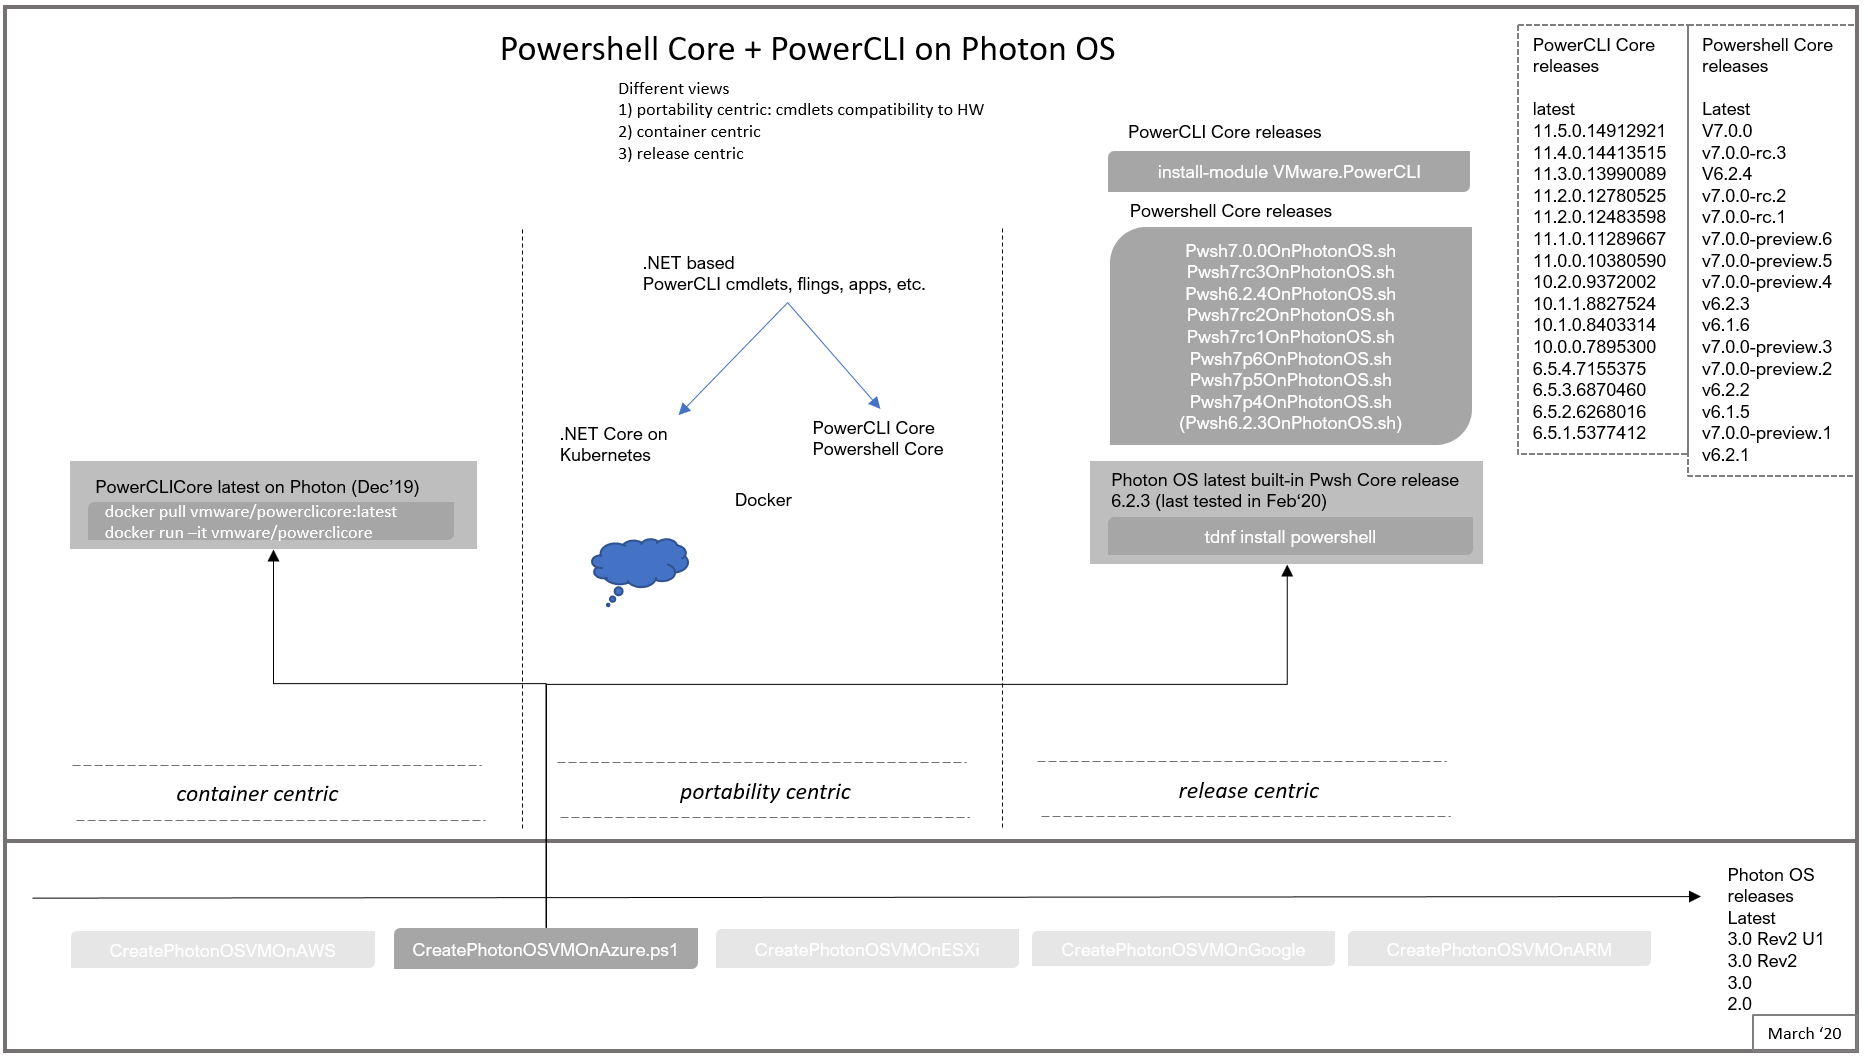 Powershell Core + PowerCLI on Photon OS
Different views
1) portability centric: cmdlets compatibility to HW
2) container centric
3) release centric
PowerCLI Core
releases
latest
11.5.0.14912921
11.4.0.14413515
11.3.0.13990089
11.2.0.12780525
11.2.0.12483598
11.1.0.11289667
11.0.0.10380590
10.2.0.9372002
10.1.1.8827524
10.1.0.8403314
10.0.0.7895300
6.5.4.7155375
6.5.3.6870460
6.5.2.6268016
6.5.1.5377412
Powershell Core
releases
Latest
V7.0.0
v7.0.0-rc.3
V6.2.4
v7.0.0-rc.2
v7.0.0-rc.1
v7.0.0-preview.6
v7.0.0-preview.5
v7.0.0-preview.4
v6.2.3
v6.1.6
v7.0.0-preview.3
v7.0.0-preview.2
v6.2.2
v6.1.5
v7.0.0-preview.1
v6.2.1
PowerCLI Core releases
install-module VMware.PowerCLI
Powershell Core releases
Pwsh7.0.0OnPhotonOS.sh
Pwsh7rc3OnPhotonOS.sh
Pwsh6.2.4OnPhotonOS.sh
Pwsh7rc2OnPhotonOS.sh
Pwsh7rc1OnPhotonOS.sh
Pwsh7p6OnPhotonOS.sh
Pwsh7p5OnPhotonOS.sh
Pwsh7p4OnPhotonOS.sh
(Pwsh6.2.3OnPhotonOS.sh)
.NET based
PowerCLI cmdlets, flings, apps, etc.
.NET Core on
Kubernetes
PowerCLI Core
Powershell Core
Docker
PowerCLICore latest on Photon (Dec’19)
docker pull vmware/powerclicore:latest
docker run –it vmware/powerclicore
Photon OS latest built-in Pwsh Core release
6.2.3 (last tested in Feb‘20)
tdnf install powershell
container centric
portability centric
release centric
CreatePhotonOSVMOnAWS
CreatePhotonOSVMOnAzure.ps1
CreatePhotonOSVMOnESXi
CreatePhotonOSVMOnGoogle
CreatePhotonOSVMOnARM
Photon OS
releases
Latest
3.0 Rev2 U1
3.0 Rev2
3.0
2.0
March ‘20